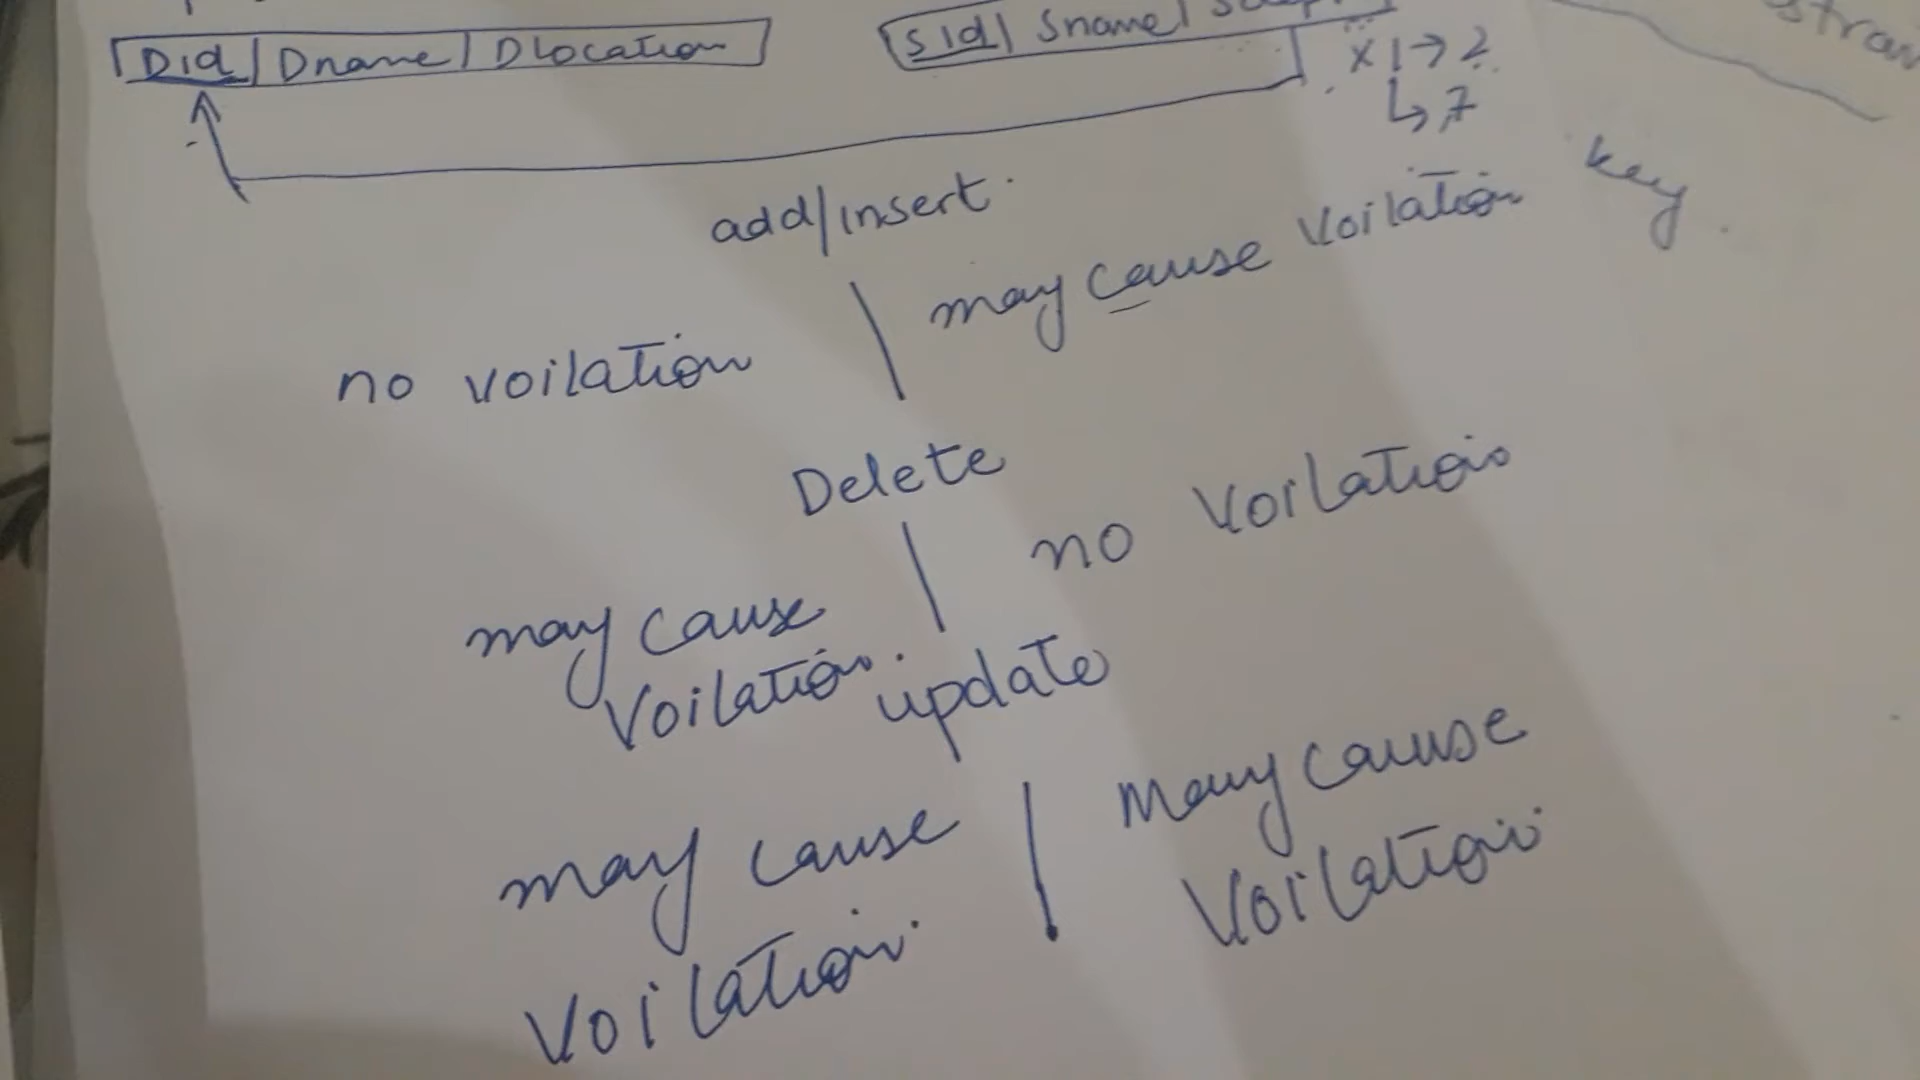 Did | Dname | Dlocation
Sid | Sname |
x 1 → 2
↳ 7
key
add/insert
no voilation | may cause Voilation
Delete
may cause Voilation. | no Voilation
update
may cause Voilation. | May cause Voilation